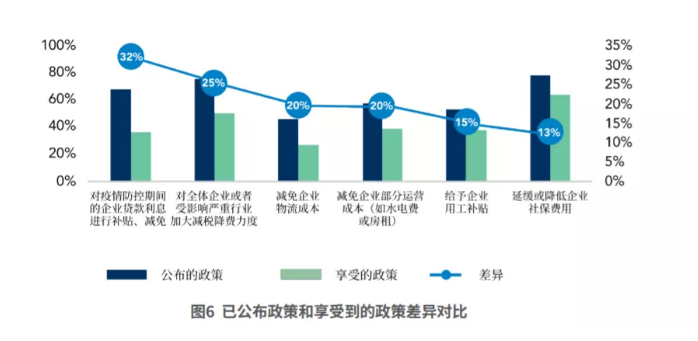 100%
80%
60%
40%
20%
0%
35%
30%
25%
20%
15%
10%
5%
0%
32%
25%
20%
20%
15%
13%
对疫情防控期间
的企业贷款利息
进行补贴、减免
对全体企业或者
受影响严重行业
加大减税降费力度
减免企业
物流成本
减免企业部分运营
成本（如水电费
或房租）
给予企业
用工补贴
延缓或降低企业
社保费用
公布的政策
享受的政策
差异
图6 已公布政策和享受到的政策差异对比